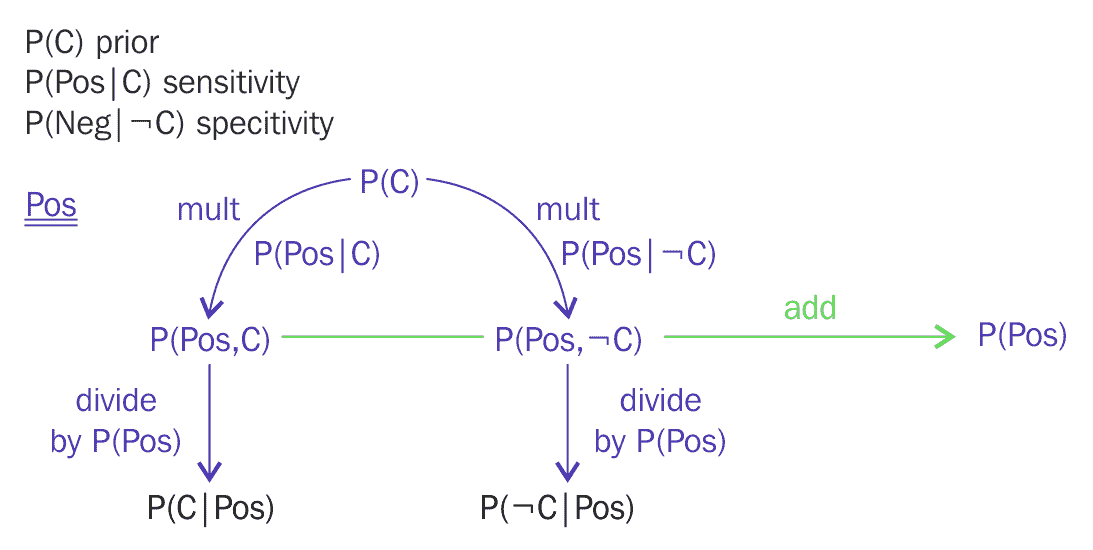 P(C) prior
P(Pos|C) sensitivity
P(Neg|¬C) specitivity
Pos
P(C)
mult
mult
P(Pos|C)
P(Pos|¬C)
add
P(Pos,C)
P(Pos,¬C)
P(Pos)
divide
by P(Pos)
divide
by P(Pos)
P(C|Pos)
P(¬C|Pos)